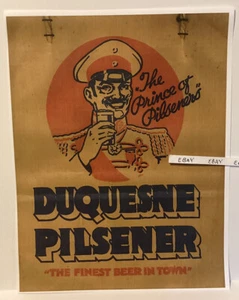 "The
Prince of
Pilseners"
EBAY EBAY E
DUQUESNE
PILSENER
"THE FINEST BEER IN TOWN"